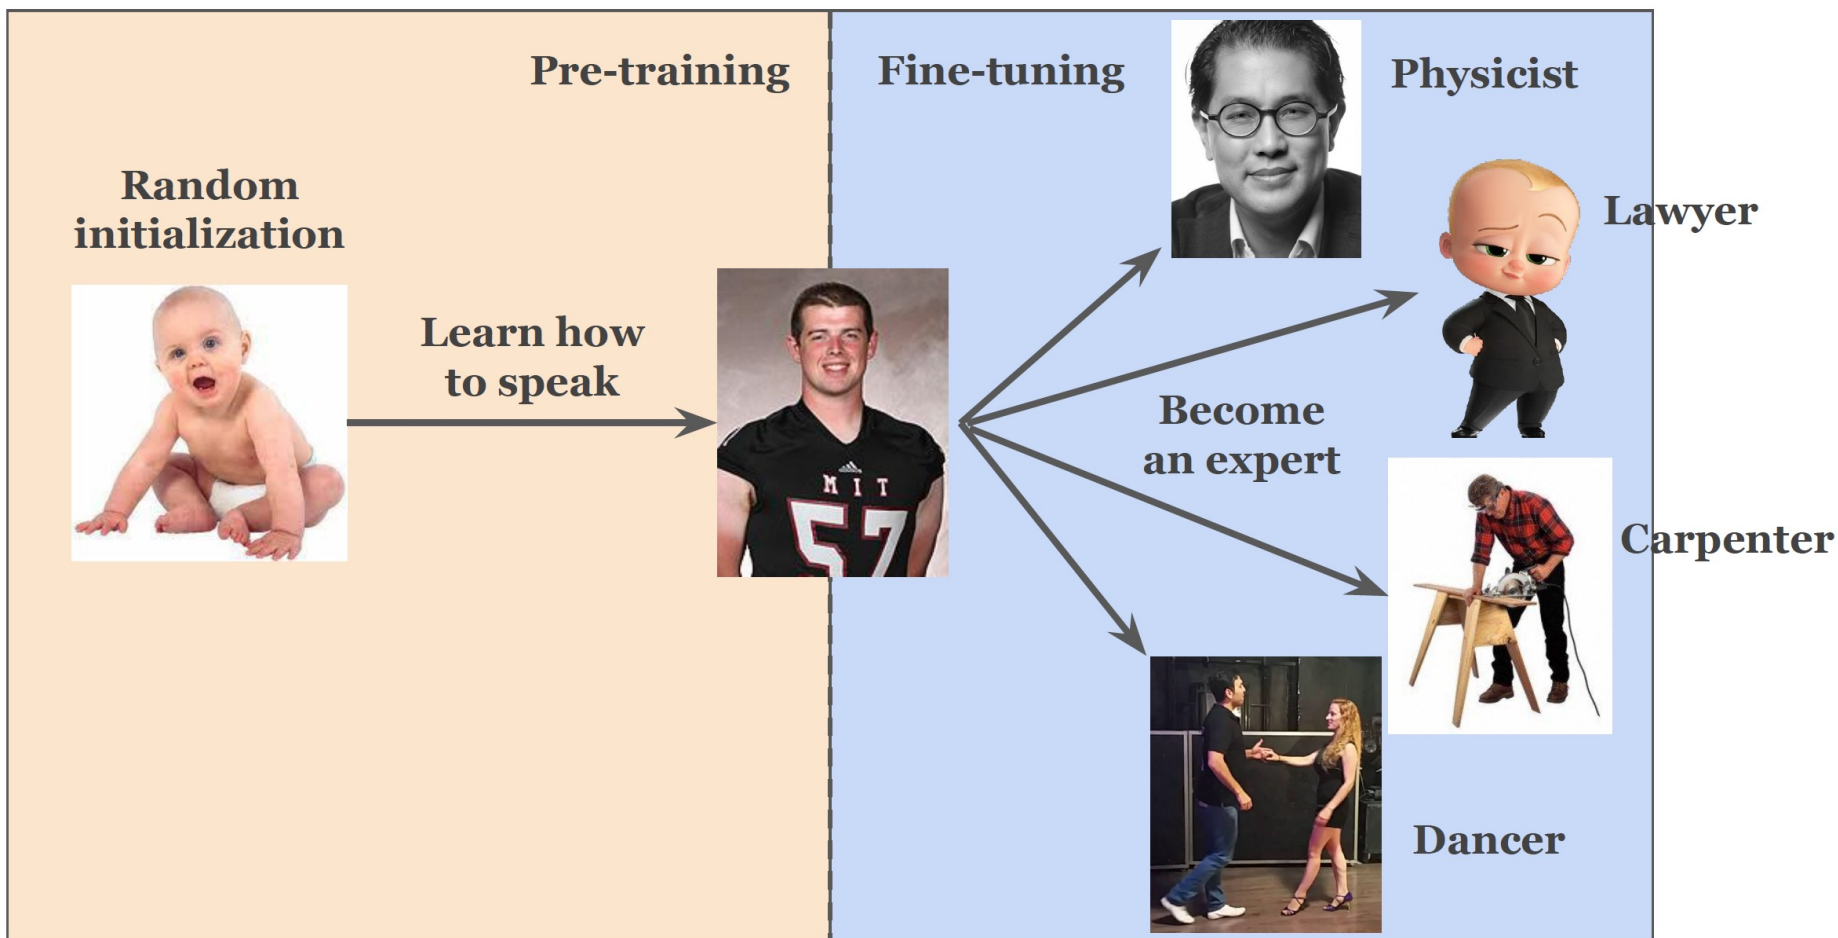 Pre-training
Fine-tuning
Physicist
Random
initialization
Lawyer
Learn how
to speak
Become
an expert
MIT
57
Carpenter
Dancer